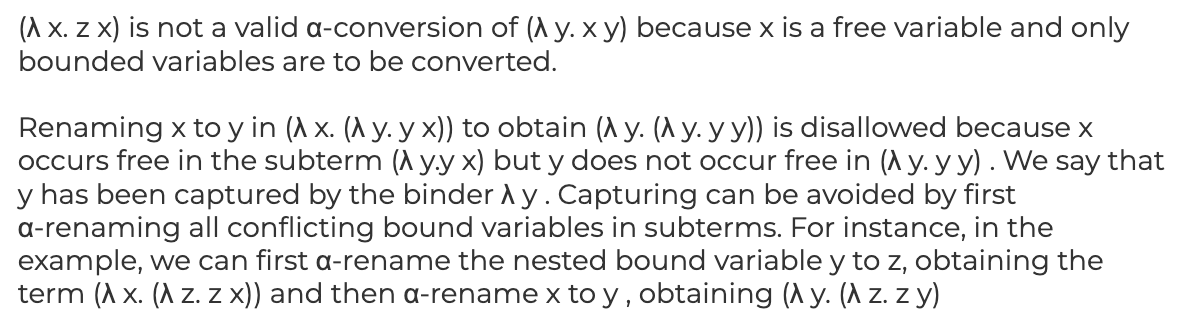 (λ x. z x) is not a valid α-conversion of (λ y. x y) because x is a free variable and only
bounded variables are to be converted.
Renaming x to y in (λ x. (λ y. y x)) to obtain (λ y. (λ y. y y)) is disallowed because x
occurs free in the subterm (λ y.y x) but y does not occur free in (λ y. y y) . We say that
y has been captured by the binder λ y . Capturing can be avoided by first
α-renaming all conflicting bound variables in subterms. For instance, in the
example, we can first α-rename the nested bound variable y to z, obtaining the
term (λ x. (λ z. z x)) and then α-rename x to y , obtaining (λ y. (λ z. z y)